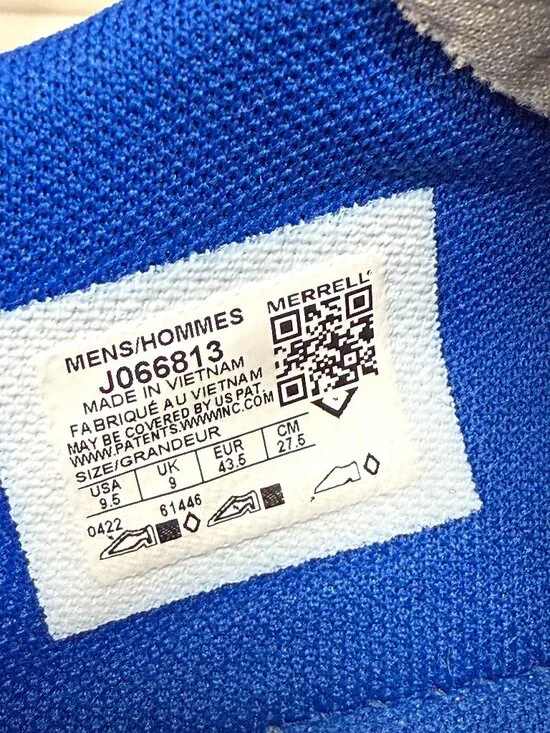 MERRELL
MENS/HOMMES
J066813
MADE IN VIETNAM
FABRIQUÉ AU VIETNAM
MAY BE COVERED BY US PAT.
WWW.PATENTS.WWWINC.COM
SIZE/GRANDEUR
USA UK EUR CM
9.5 9 43.5 27.5
0422 61446